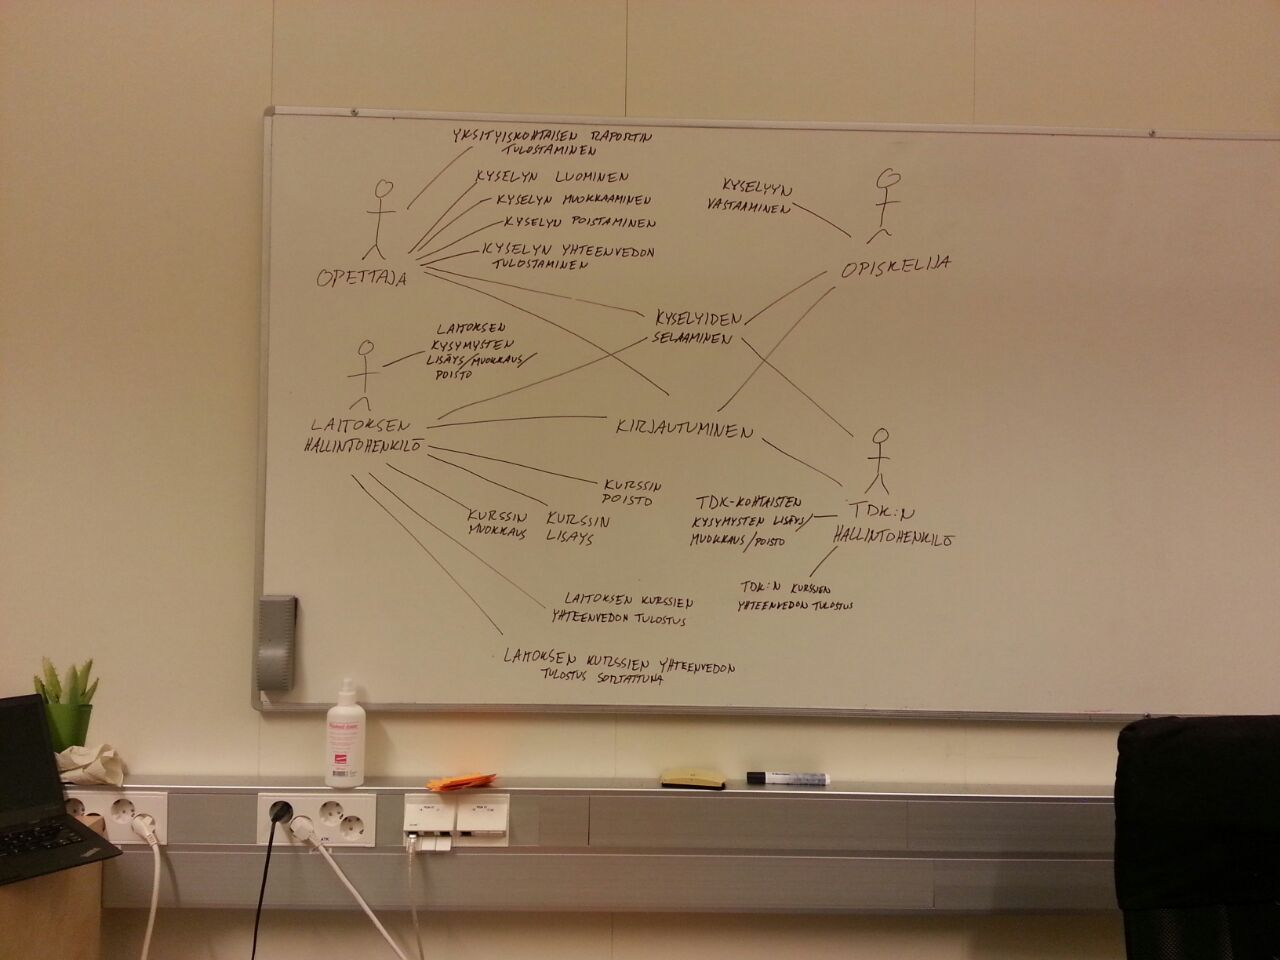 YKSITYISKOHTAISEN RAPORTIN
TULOSTAMINEN
KYSELYN LUOMINEN
KYSELYN MUOKKAAMINEN
KYSELYN POISTAMINEN
KYSELYN YHTEENVEDON
TULOSTAMINEN
OPETTAJA
KYSELYYN
VASTAAMINEN
OPISKELIJA
KYSELYIDEN
SELAAMINEN
LAITOKSEN
KYSYMYSTEN
LISÄYS/MUOKKAUS/
POISTO
LAITOKSEN
HALLINTOHENKILÖ
KIRJAUTUMINEN
KURSSIN
POISTO
KURSSIN
MUOKKAUS
KURSSIN
LISÄYS
TDK-KOHTAISTEN
KYSYMYSTEN LISÄYS/
MUOKKAUS/POISTO
TDK:N
HALLINTOHENKILÖ
TDK:N KURSSIEN
YHTEENVEDON TULOSTUS
LAITOKSEN KURSSIEN
YHTEENVEDON TULOSTUS
LAITOKSEN KURSSIEN YHTEENVEDON
TULOSTUS SORTATTUNA
ATK